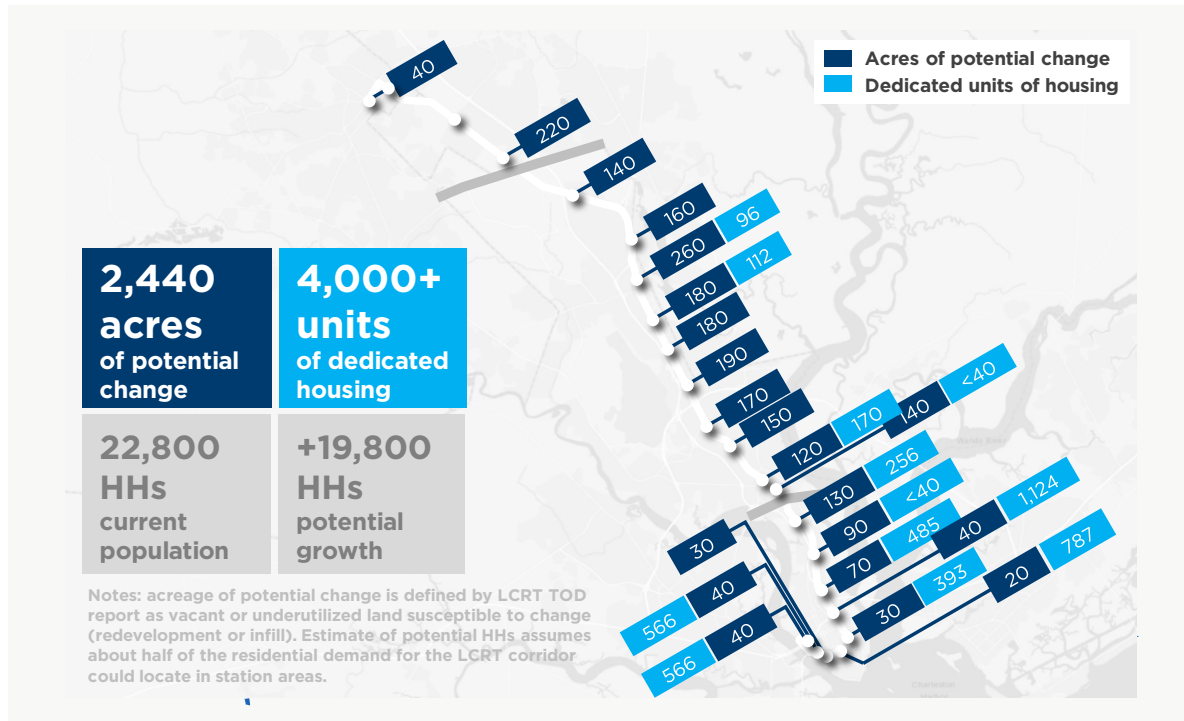 Acres of potential change
Dedicated units of housing
40
220
140
160
96
260
112
180
180
190
170
150
120
170
140
<40
130
256
90
<40
70
485
40
1,124
30
393
20
787
30
566
40
566
40
2,440
acres
of potential
change
4,000+
units
of dedicated
housing
22,800
HHs
current
population
+19,800
HHs
potential
growth
Notes: acreage of potential change is defined by LCRT TOD
report as vacant or underutilized land susceptible to change
(redevelopment or infill). Estimate of potential HHs assumes
about half of the residential demand for the LCRT corridor
could locate in station areas.